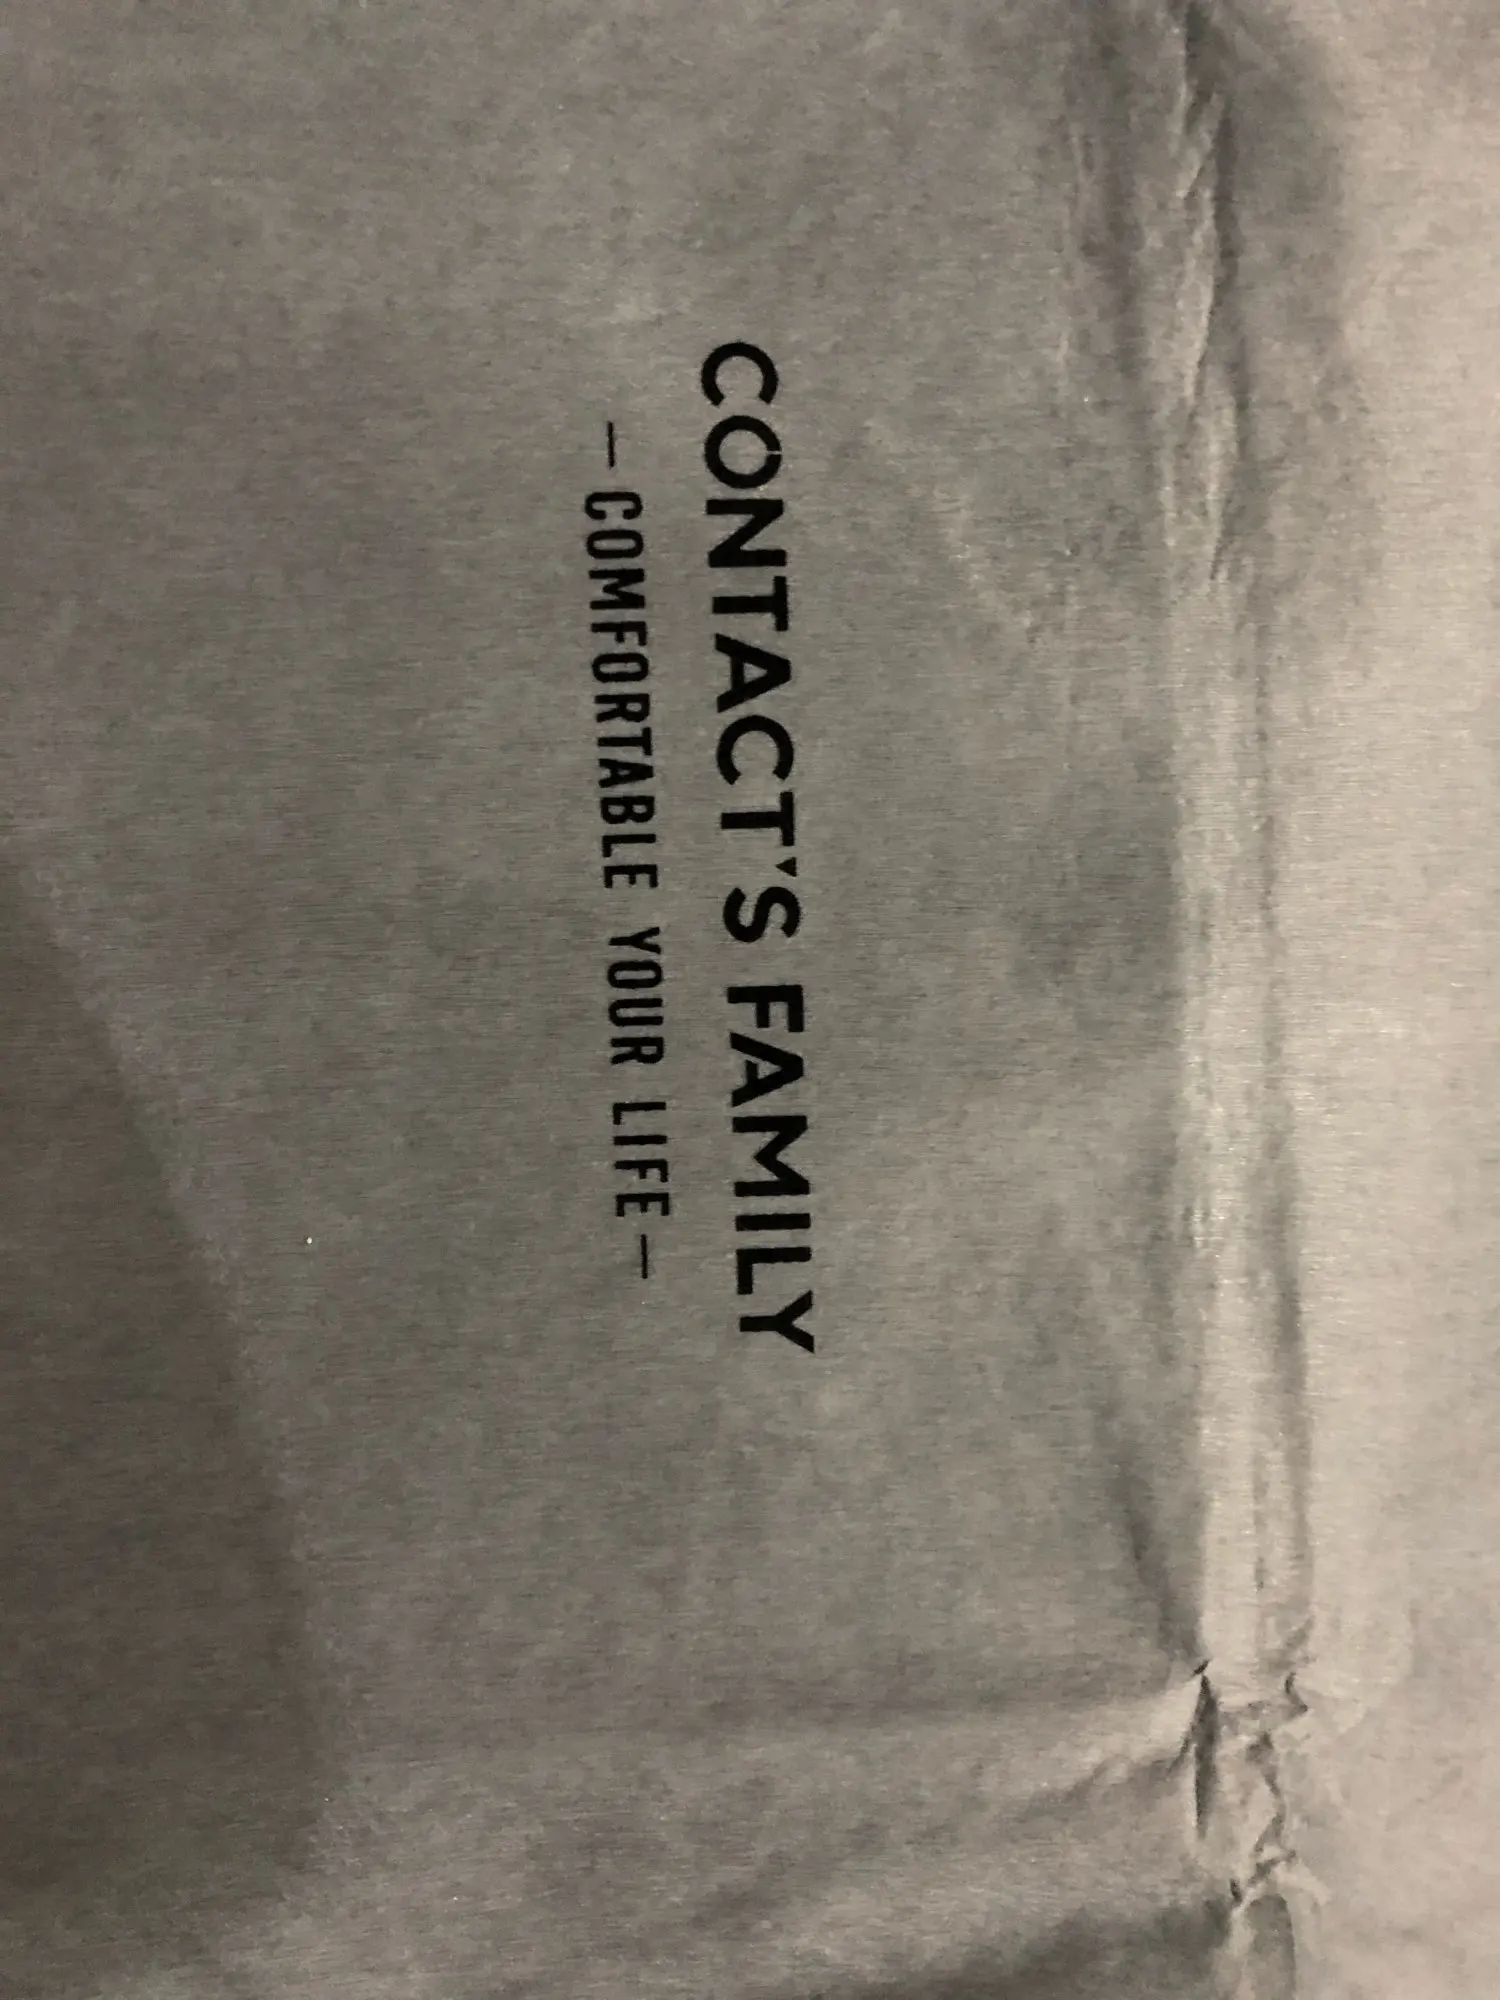 CONTACT'S FAMILY
— COMFORTABLE YOUR LIFE —